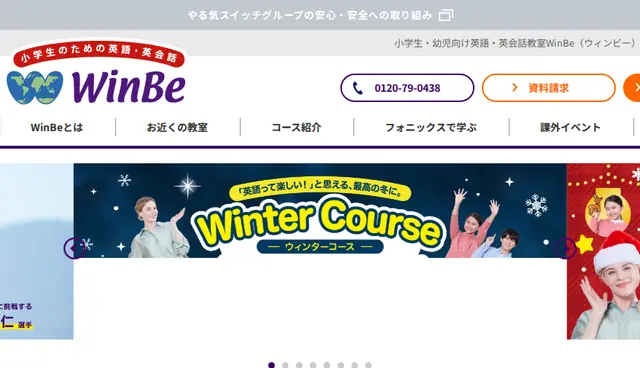 やる気スイッチグループの安心・安全への取り組み
小学生・幼児向け英語・英会話教室WinBe（ウィンビー）
小学生のための英語・英会話
WinBe
0120-79-0438
資料請求
WinBeとは
お近くの教室
コース紹介
フォニックスで学ぶ
課外イベント
「英語って楽しい！」と思える、最高の冬に。
Winter Course
ウィンターコース
に挑戦する
仁 選手